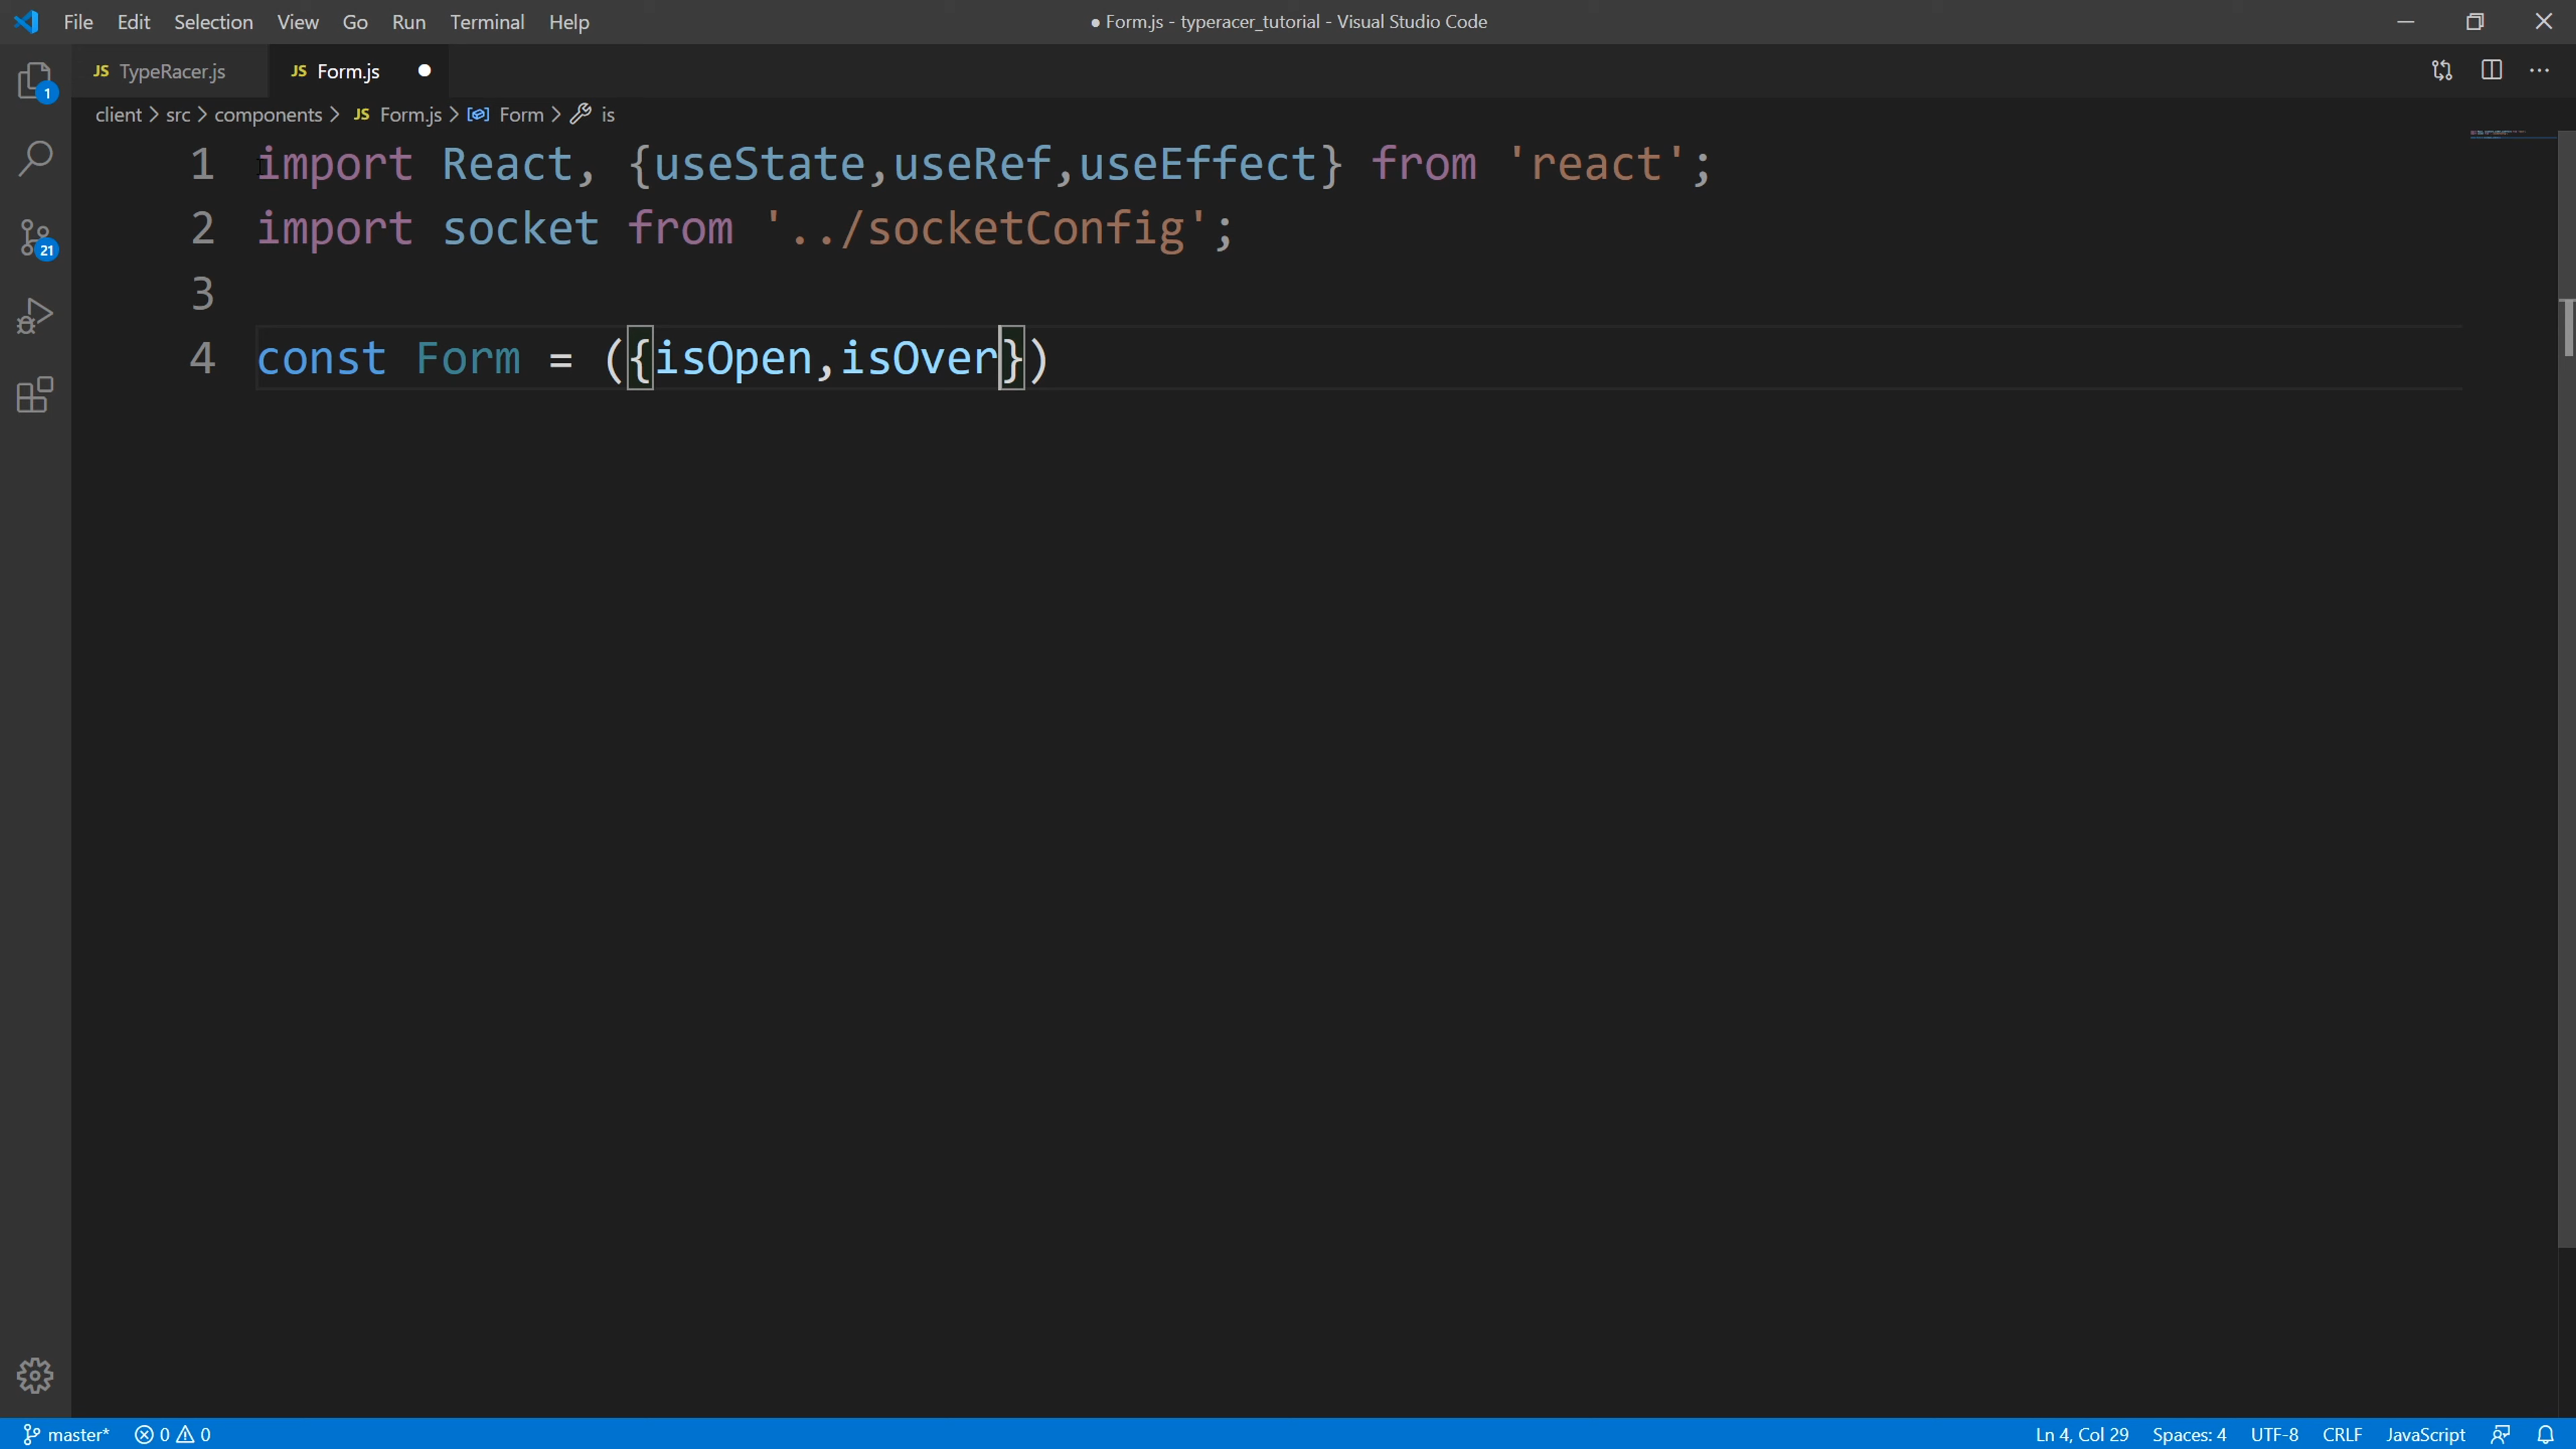 File Edit Selection View Go Run Terminal Help
● Form.js - typeracer_tutorial - Visual Studio Code
JS TypeRacer.js
JS Form.js ●
client > src > components > JS Form.js > Form > is
1 import React, {useState,useRef,useEffect} from 'react';
2 import socket from '../socketConfig';
3
4 const Form = ({isOpen,isOver})
1
21
master* 0 0
Ln 4, Col 29 Spaces: 4 UTF-8 CRLF JavaScript